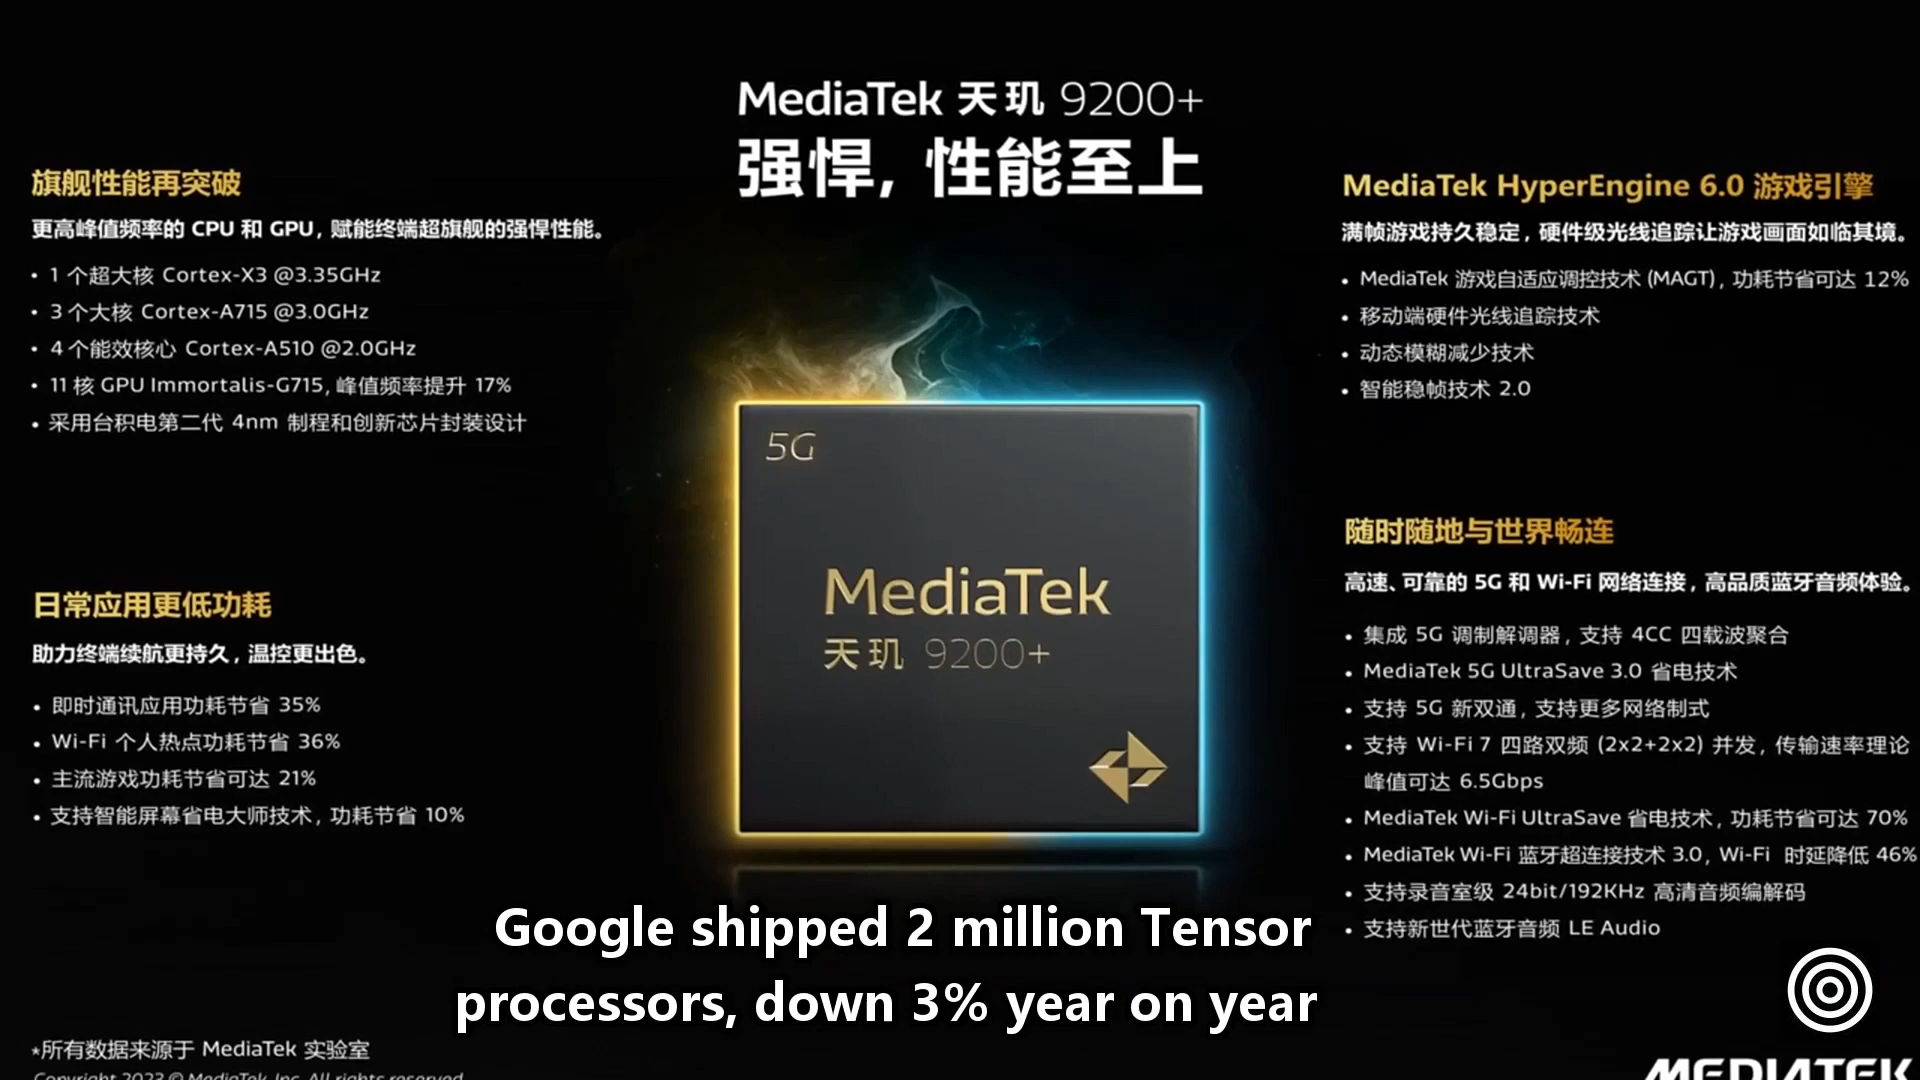 MediaTek 天玑 9200+
强悍，性能至上
旗舰性能再突破
更高峰值频率的 CPU 和 GPU，赋能终端超旗舰的强悍性能。
• 1 个超大核 Cortex-X3 @3.35GHz
• 3 个大核 Cortex-A715 @3.0GHz
• 4 个能效核心 Cortex-A510 @2.0GHz
• 11 核 GPU Immortalis-G715, 峰值频率提升 17%
• 采用台积电第二代 4nm 制程和创新芯片封装设计
日常应用更低功耗
助力终端续航更持久，温控更出色。
• 即时通讯应用功耗节省 35%
• Wi-Fi 个人热点功耗节省 36%
• 主流游戏功耗节省可达 21%
• 支持智能屏幕省电大师技术，功耗节省 10%
5G
MediaTek
天玑 9200+
MediaTek HyperEngine 6.0 游戏引擎
满帧游戏持久稳定，硬件级光线追踪让游戏画面如临其境。
• MediaTek 游戏自适应调控技术 (MAGT)，功耗节省可达 12%
• 移动端硬件光线追踪技术
• 动态模糊减少技术
• 智能稳帧技术 2.0
随时随地与世界畅连
高速、可靠的 5G 和 Wi-Fi 网络连接，高品质蓝牙音频体验。
• 集成 5G 调制解调器，支持 4CC 四载波聚合
• MediaTek 5G UltraSave 3.0 省电技术
• 支持 5G 新双通，支持更多网络制式
• 支持 Wi-Fi 7 四路双频 (2x2+2x2) 并发，传输速率理论
峰值可达 6.5Gbps
• MediaTek Wi-Fi UltraSave 省电技术，功耗节省可达 70%
• MediaTek Wi-Fi 蓝牙超连接技术 3.0，Wi-Fi 时延降低 46%
• 支持录音室级 24bit/192KHz 高清音频编解码
• 支持新世代蓝牙音频 LE Audio
Google shipped 2 million Tensor
processors, down 3% year on year
*所有数据来源于 MediaTek 实验室
Copyright 2023 © MediaTek, Inc. All rights reserved
MEDIATEK